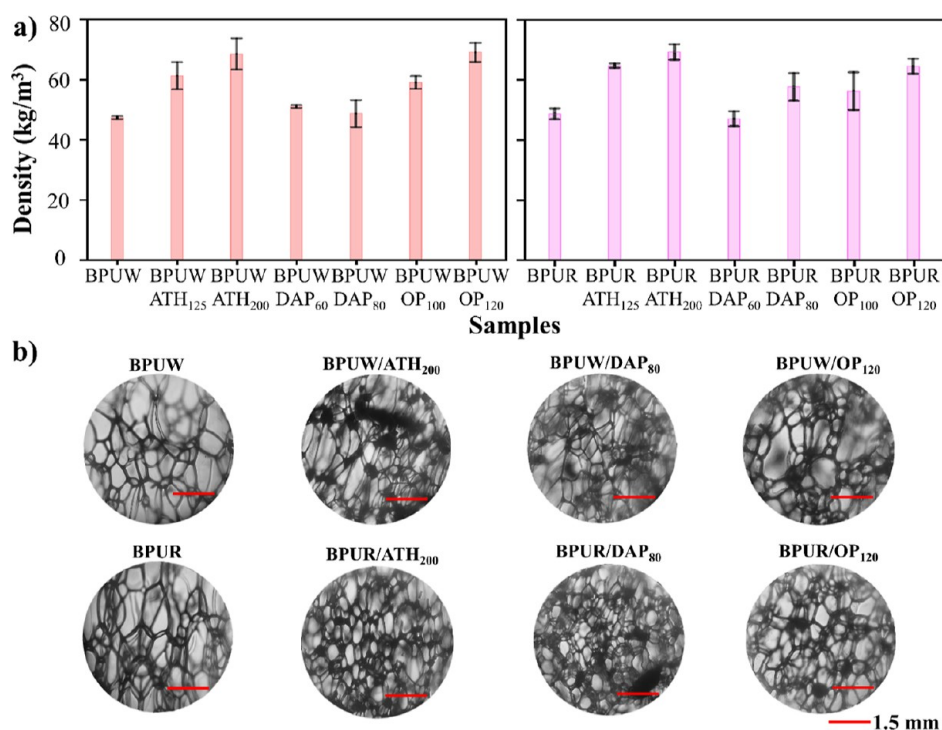 a)
Density (kg/m³)
80
60
40
20
0
BPUW BPUW BPUW BPUW BPUW BPUW BPUW
ATH₁₂₅ ATH₂₀₀ DAP₆₀ DAP₈₀ OP₁₀₀ OP₁₂₀
BPUR BPUR BPUR BPUR BPUR BPUR BPUR
ATH₁₂₅ ATH₂₀₀ DAP₆₀ DAP₈₀ OP₁₀₀ OP₁₂₀
Samples
b)
BPUW BPUW/ATH₂₀₀ BPUW/DAP₈₀ BPUW/OP₁₂₀
BPUR BPUR/ATH₂₀₀ BPUR/DAP₈₀ BPUR/OP₁₂₀
1.5 mm